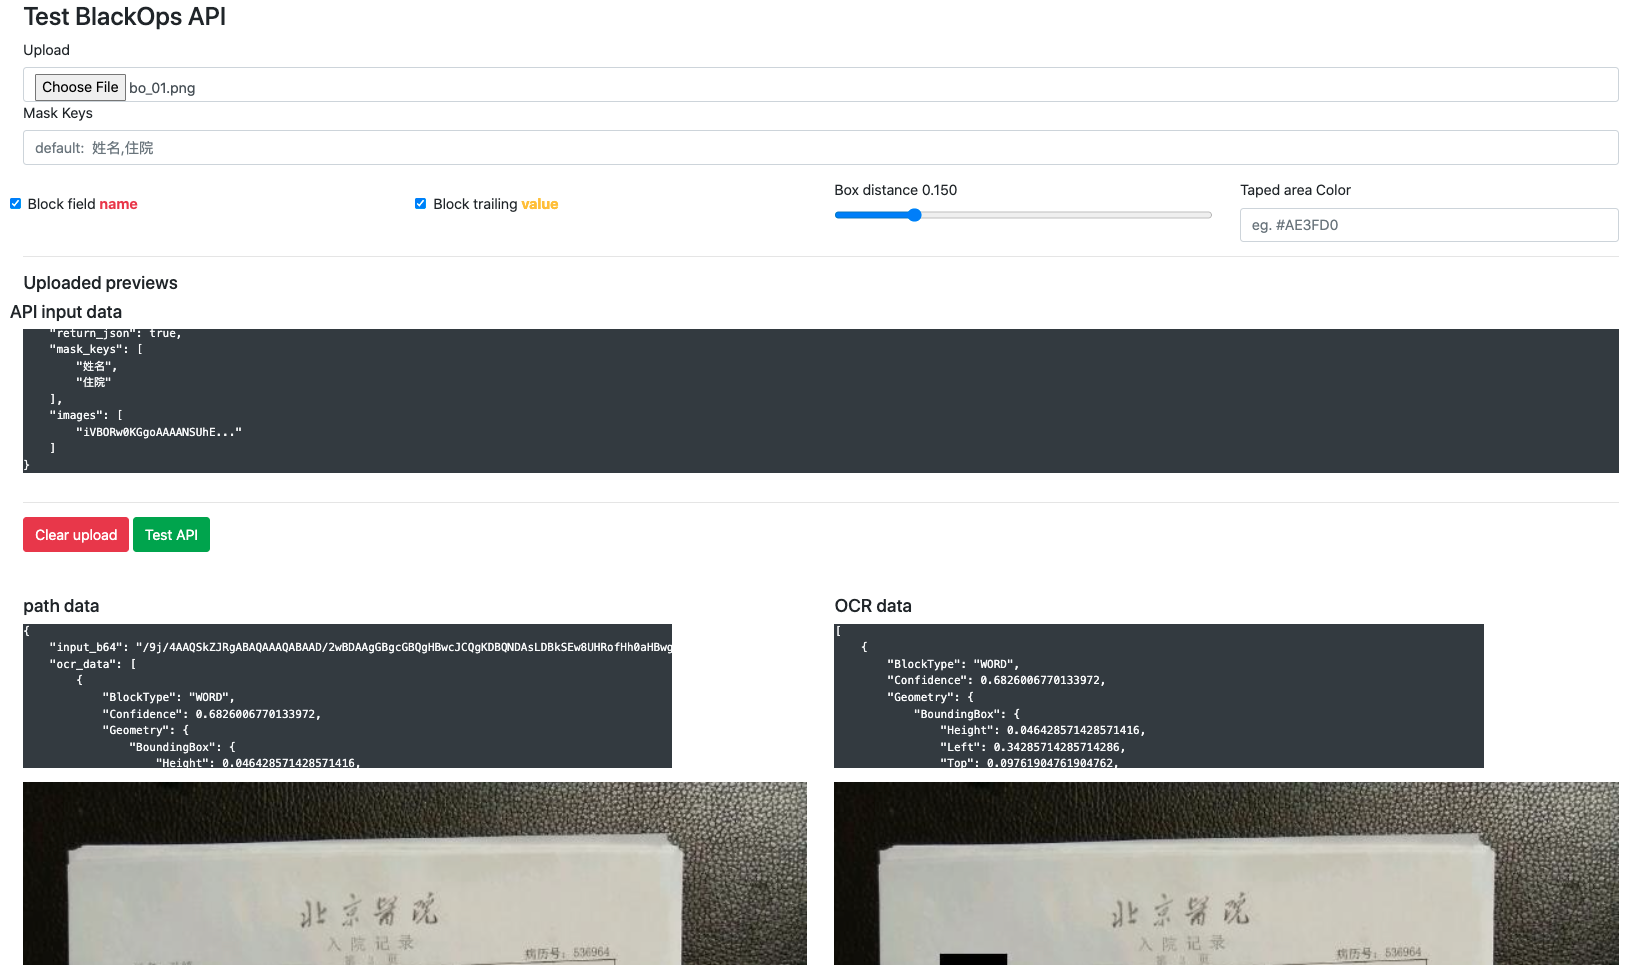 Test BlackOps API
Upload
Choose File bo_01.png
Mask Keys
default: 姓名,住院
Block field name
Block trailing value
Box distance 0.150
Taped area Color
eg. #AE3FD0
Uploaded previews
API input data
"return_json": true,
"mask_keys": [
"姓名",
"住院"
],
"images": [
"iVBORw0KGgoAAAANSUhE..."
]
}
Clear upload Test API
path data
{
"input_b64": "/9j/4AAQSkZJRgABAQAAAQABAAD/2wBDAAgGBgcGBQgHBwcJCQgKDBQNDAsLDBkSEw8UHRofHh0aHBwg
"ocr_data": [
{
"BlockType": "WORD",
"Confidence": 0.6826006770133972,
"Geometry": {
"BoundingBox": {
"Height": 0.046428571428571416,
OCR data
[
{
"BlockType": "WORD",
"Confidence": 0.6826006770133972,
"Geometry": {
"BoundingBox": {
"Height": 0.046428571428571416,
"Left": 0.34285714285714286,
"Top": 0.09761904761904762,
北京医院
入院记录
病历号: 536964
北京医院
入院记录
病历号: 536964